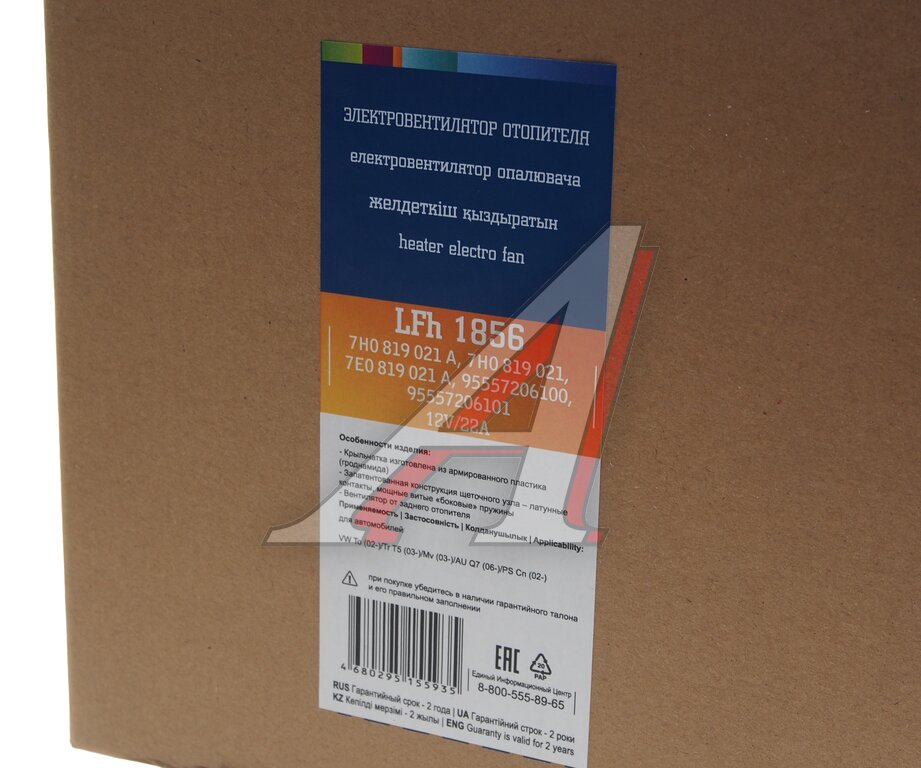 ЭЛЕКТРОВЕНТИЛЯТОР ОТОПИТЕЛЯ
електровентилятор опалювача
желдеткіш қыздыратын
heater electro fan
LFh 1856
7H0 819 021 A, 7H0 819 021,
7E0 819 021 A, 95557206100,
95557206101
12V/22A
Особенности изделия:
- Крыльчатка изготовлена из армированного пластика
(гроднамида)
- Запатентованная конструкция щеточного узла – латунные
контакты, мощные витые «боковые» пружины
- Вентилятор от заднего отопителя
Применяемость | Застосовність | Колданушылык | Applicability:
для автомобилей
VW To (02-)/Tr T5 (03-)/Mv (03-)/AU Q7 (06-)/PS Cn (02-)
при покупке убедитесь в наличии гарантийного талона
и его правильном заполнении
EAC
20
PAP
4 680295 155935
Единый Информационный Центр
8-800-555-89-65
RUS Гарантийный срок - 2 года | UA Гарантійний строк - 2 роки
KZ Кепілді мерзімі - 2 жылы | ENG Guaranty is valid for 2 years